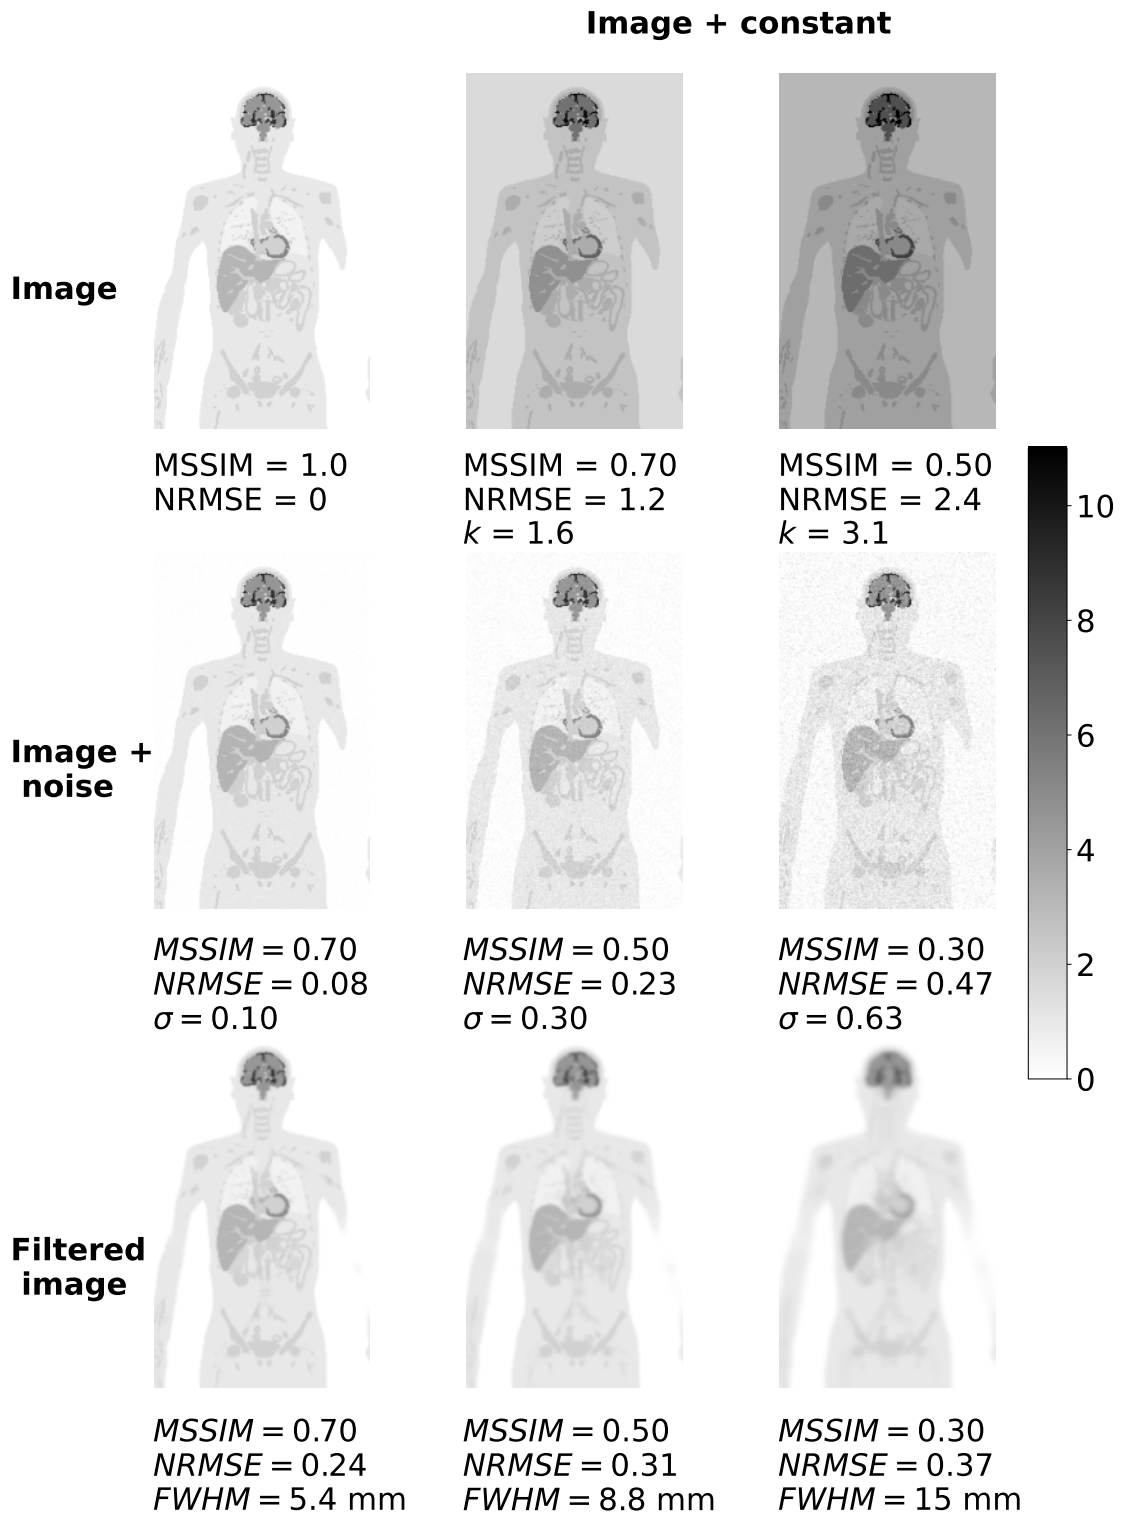 Image + constant
Image
MSSIM = 1.0
NRMSE = 0
MSSIM = 0.70
NRMSE = 1.2
k = 1.6
MSSIM = 0.50
NRMSE = 2.4
k = 3.1
Image +
noise
MSSIM = 0.70
NRMSE = 0.08
σ = 0.10
MSSIM = 0.50
NRMSE = 0.23
σ = 0.30
MSSIM = 0.30
NRMSE = 0.47
σ = 0.63
10
8
6
4
2
0
Filtered
image
MSSIM = 0.70
NRMSE = 0.24
FWHM = 5.4 mm
MSSIM = 0.50
NRMSE = 0.31
FWHM = 8.8 mm
MSSIM = 0.30
NRMSE = 0.37
FWHM = 15 mm